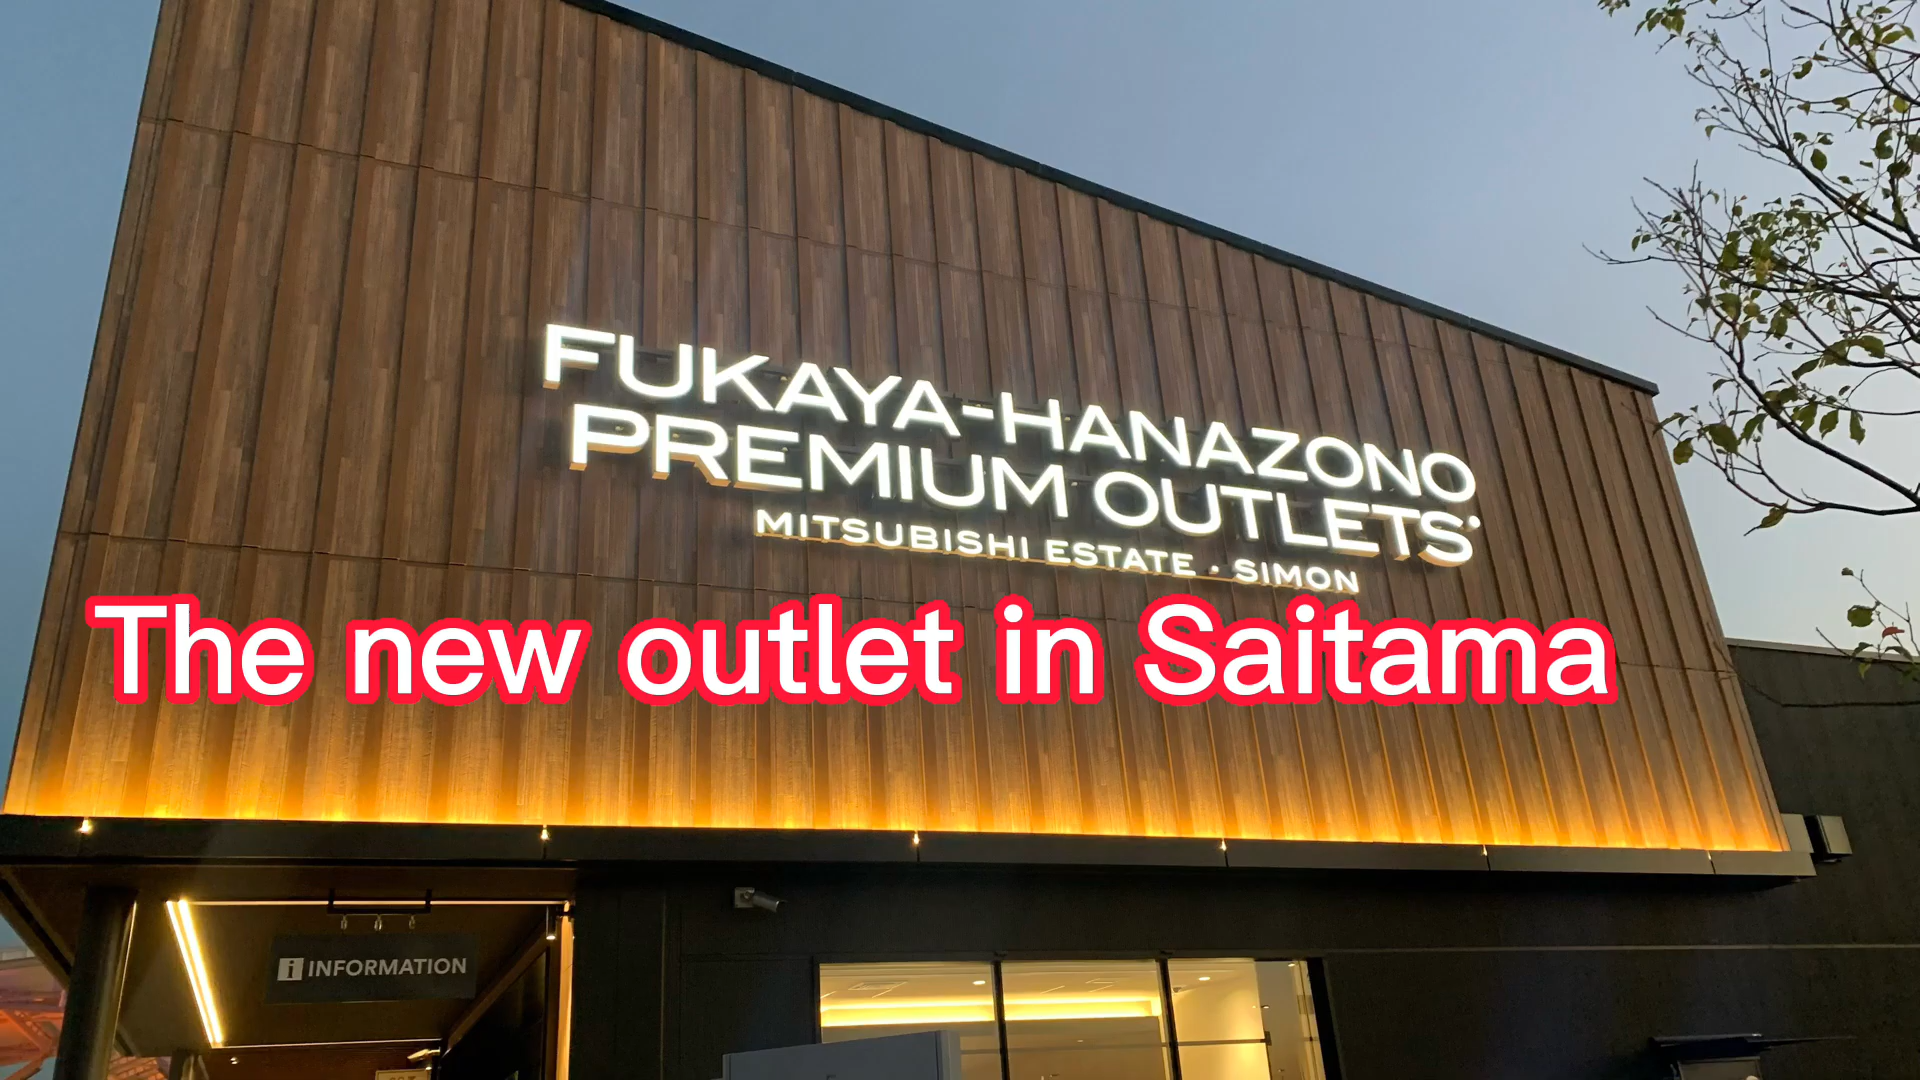 FUKAYA-HANAZONO
PREMIUM OUTLETS®
MITSUBISHI ESTATE · SIMON
The new outlet in Saitama
i INFORMATION